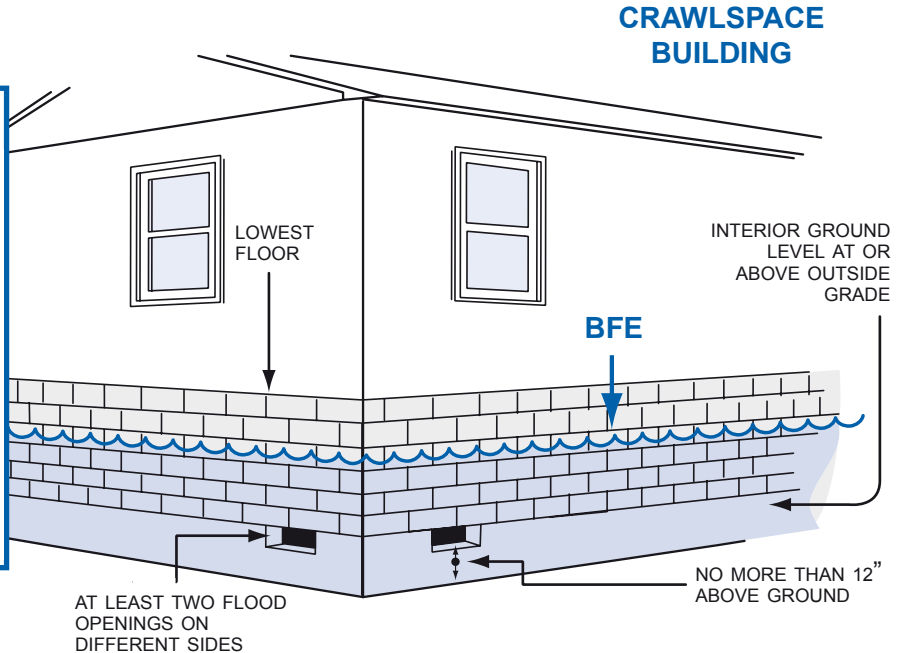 CRAWLSPACE
BUILDING
LOWEST
FLOOR
INTERIOR GROUND
LEVEL AT OR
ABOVE OUTSIDE
GRADE
BFE
AT LEAST TWO FLOOD
OPENINGS ON
DIFFERENT SIDES
NO MORE THAN 12”
ABOVE GROUND